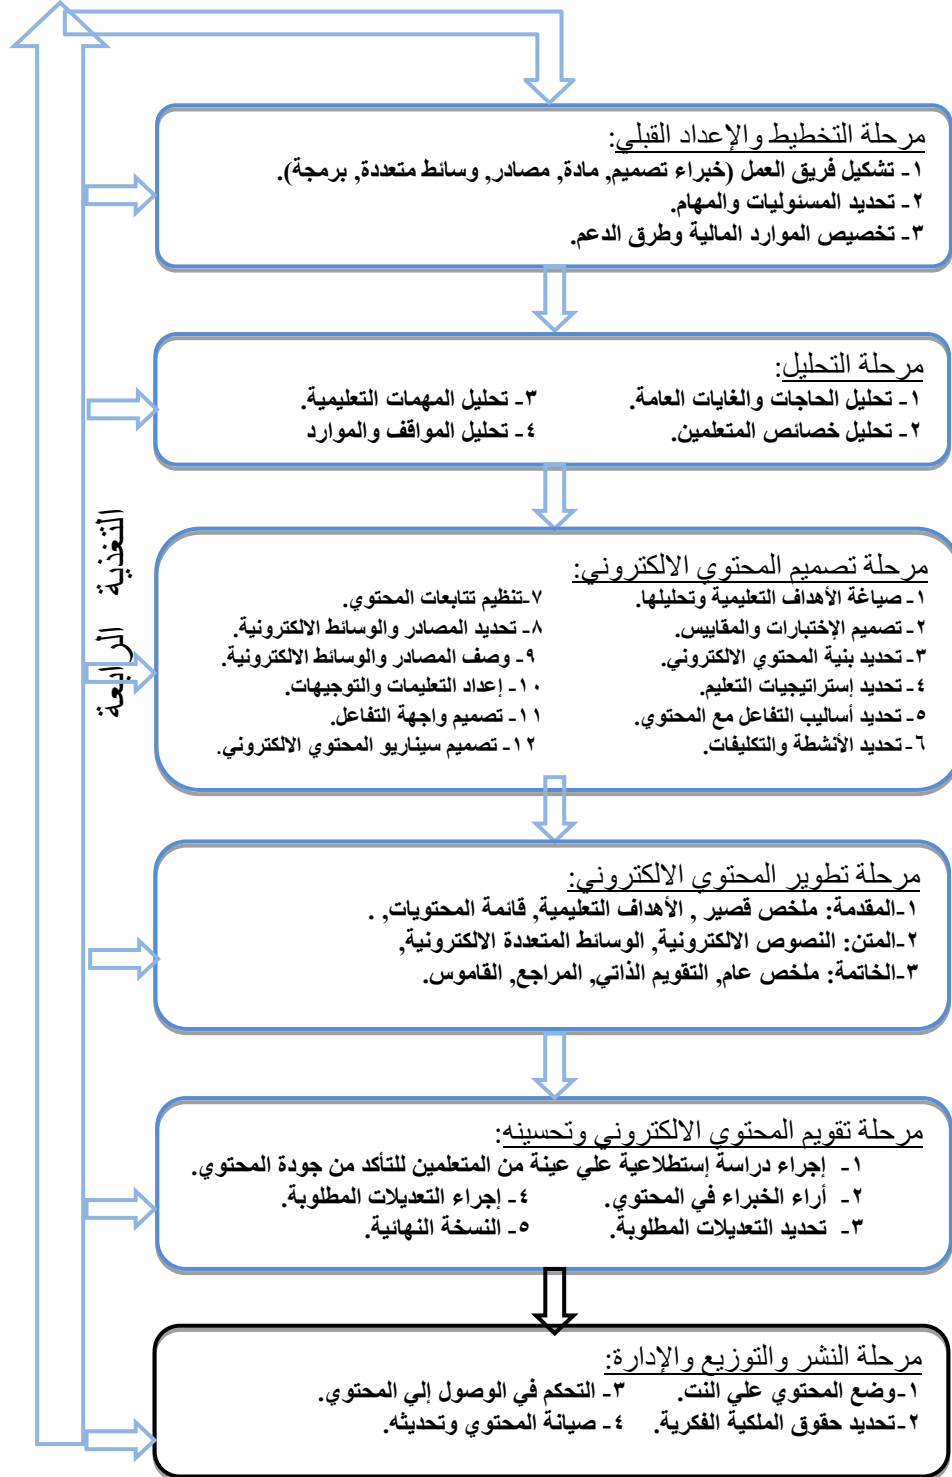 مرحلة التخطيط والإعداد القبلي:
١- تشكيل فريق العمل (خبراء تصميم, مادة, مصادر, وسائط متعددة, برمجة).
٢- تحديد المسئوليات والمهام.
٣- تخصيص الموارد المالية وطرق الدعم.
مرحلة التحليل:
١- تحليل الحاجات والغايات العامة.
٢- تحليل خصائص المتعلمين.
٣- تحليل المهمات التعليمية.
٤- تحليل المواقف والموارد
مرحلة تصميم المحتوي الالكتروني:
١- صياغة الأهداف التعليمية وتحليلها.
٢- تصميم الإختبارات والمقاييس.
٣- تحديد بنية المحتوي الالكتروني.
٤- تحديد إستراتيجيات التعليم.
٥- تحديد أساليب التفاعل مع المحتوي.
٦- تحديد الأنشطة والتكليفات.
٧-تنظيم تتابعات المحتوي.
٨- تحديد المصادر والوسائط الالكترونية.
٩- وصف المصادر والوسائط الالكترونية.
١٠- إعداد التعليمات والتوجيهات.
١١- تصميم واجهة التفاعل.
١٢- تصميم سيناريو المحتوي الالكتروني.
مرحلة تطوير المحتوي الالكتروني:
١-المقدمة: ملخص قصير , الأهداف التعليمية, قائمة المحتويات, .
٢-المتن: النصوص الالكترونية, الوسائط المتعددة الالكترونية,
٣-الخاتمة: ملخص عام, التقويم الذاتي, المراجع, القاموس.
مرحلة تقويم المحتوي الالكتروني وتحسينه:
١- إجراء دراسة إستطلاعية علي عينة من المتعلمين للتأكد من جودة المحتوي.
٢- أراء الخبراء في المحتوي.
٣- تحديد التعديلات المطلوبة.
٤- إجراء التعديلات المطلوبة.
٥- النسخة النهائية.
مرحلة النشر والتوزيع والإدارة:
١-وضع المحتوي علي النت.
٢-تحديد حقوق الملكية الفكرية.
٣- التحكم في الوصول إلي المحتوي.
٤- صيانة المحتوي وتحديثه.
التغذية الرابعة